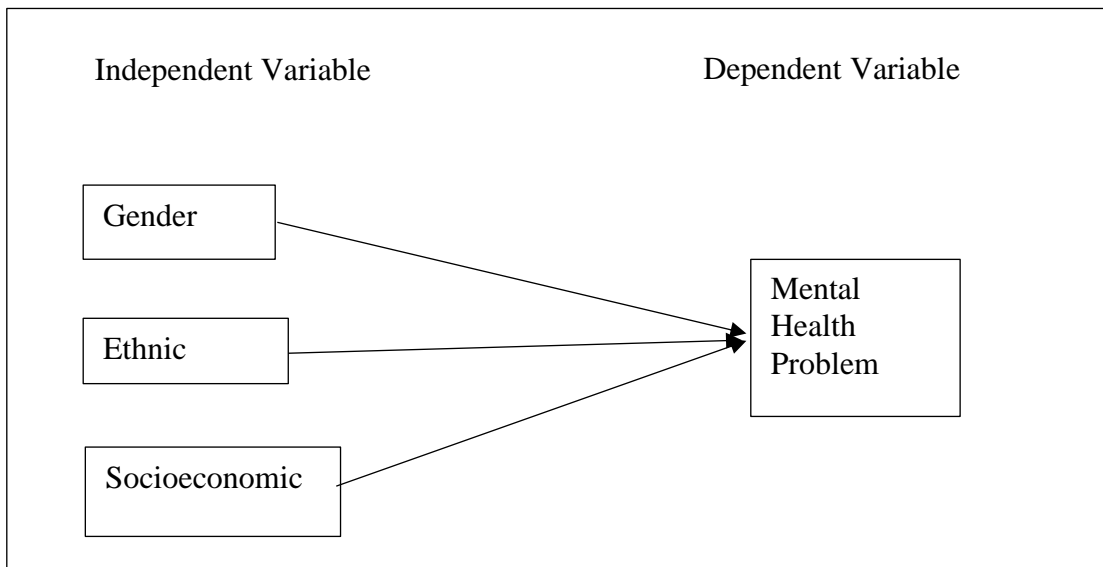 Independent Variable
Dependent Variable
Gender
Ethnic
Socioeconomic
Mental
Health
Problem